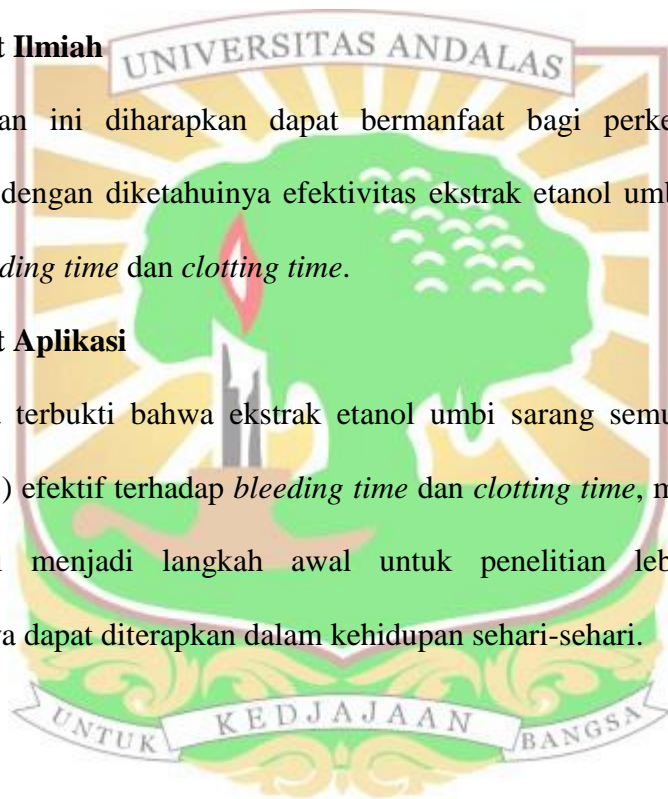 t Ilmiah
UNIVERSITAS ANDALAS
an ini diharapkan dapat bermanfaat bagi perke
dengan diketahuinya efektivitas ekstrak etanol umb
ding time dan clotting time.
t Aplikasi
terbukti bahwa ekstrak etanol umbi sarang semu
) efektif terhadap bleeding time dan clotting time, m
menjadi langkah awal untuk penelitian leb
a dapat diterapkan dalam kehidupan sehari-sehari.
UNTUK KEDJAJAAN BANGSA